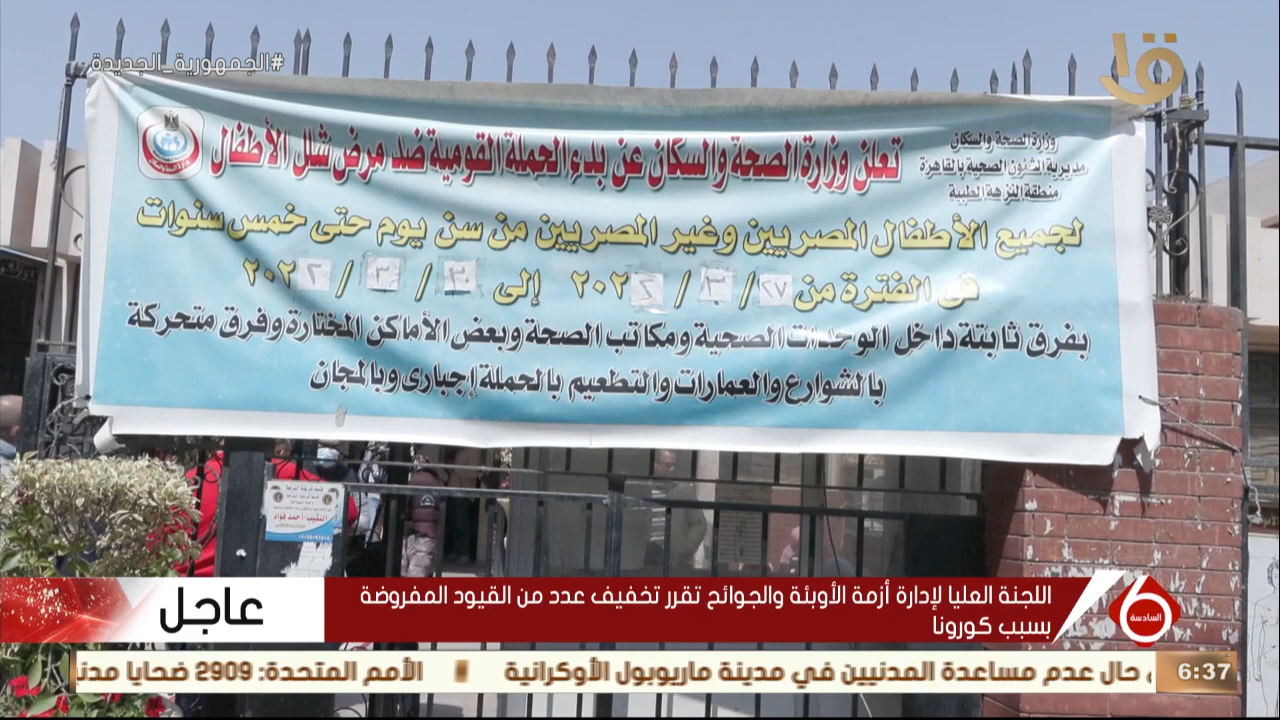 #الجمهورية_الجديدة
وزارة الصحة والسكان
مديرية الشئون الصحية بالقاهرة
منطقة النزهة الطبية
تعلن وزارة الصحة والسكان عن بدء الحملة القومية ضد مرض شلل الأطفال
لجميع الأطفال المصريين وغير المصريين من سن يوم حتى خمس سنوات
فى الفترة من ٢٧ / ٣ / ٢٠٢٢ إلى ٣٠ / ٣ / ٢٠٢٢
بفرق ثابتة داخل الوحدات الصحية ومكاتب الصحة وبعض الأماكن المختارة وفرق متحركة
بالشوارع والعمارات والتطعيم بالحملة إجبارى وبالمجان
النقيب/ احمد فؤاد
السادسة
اللجنة العليا لإدارة أزمة الأوبئة والجوائح تقرر تخفيف عدد من القيود المفروضة
بسبب كورونا
عاجل
6:37
حال عدم مساعدة المدنيين في مدينة ماريوبول الأوكرانية
الأمم المتحدة: 2909 ضحايا مدني